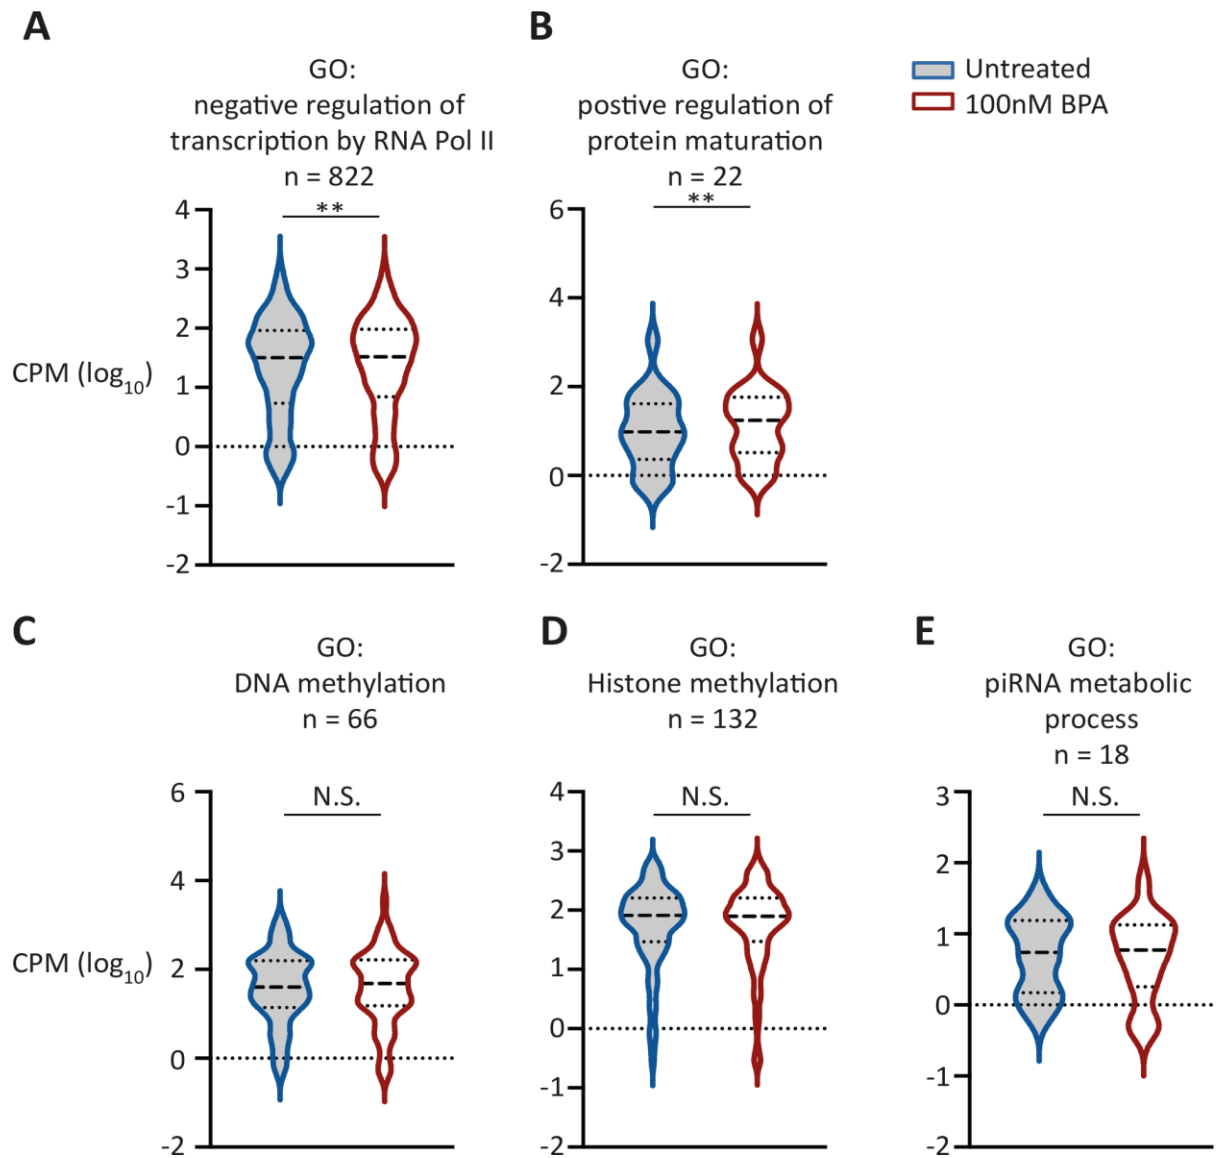 A
GO:
negative regulation of
transcription by RNA Pol II
n = 822
**
4
3
2
1
0
-1
-2
CPM (log10)
B
GO:
postive regulation of
protein maturation
n = 22
**
6
4
2
0
-2
Untreated
100nM BPA
C
GO:
DNA methylation
n = 66
N.S.
6
4
2
0
-2
CPM (log10)
D
GO:
Histone methylation
n = 132
N.S.
4
3
2
1
0
-1
-2
E
GO:
piRNA metabolic
process
n = 18
N.S.
3
2
1
0
-1
-2